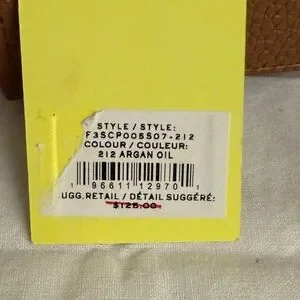 STYLE / STYLE:
F3SCP005S07-212
COLOUR / COULEUR:
212 ARGAN OIL
1 96611 12970 1
UGG.RETAIL / DÉTAIL SUGGÉRÉ:
$125.00